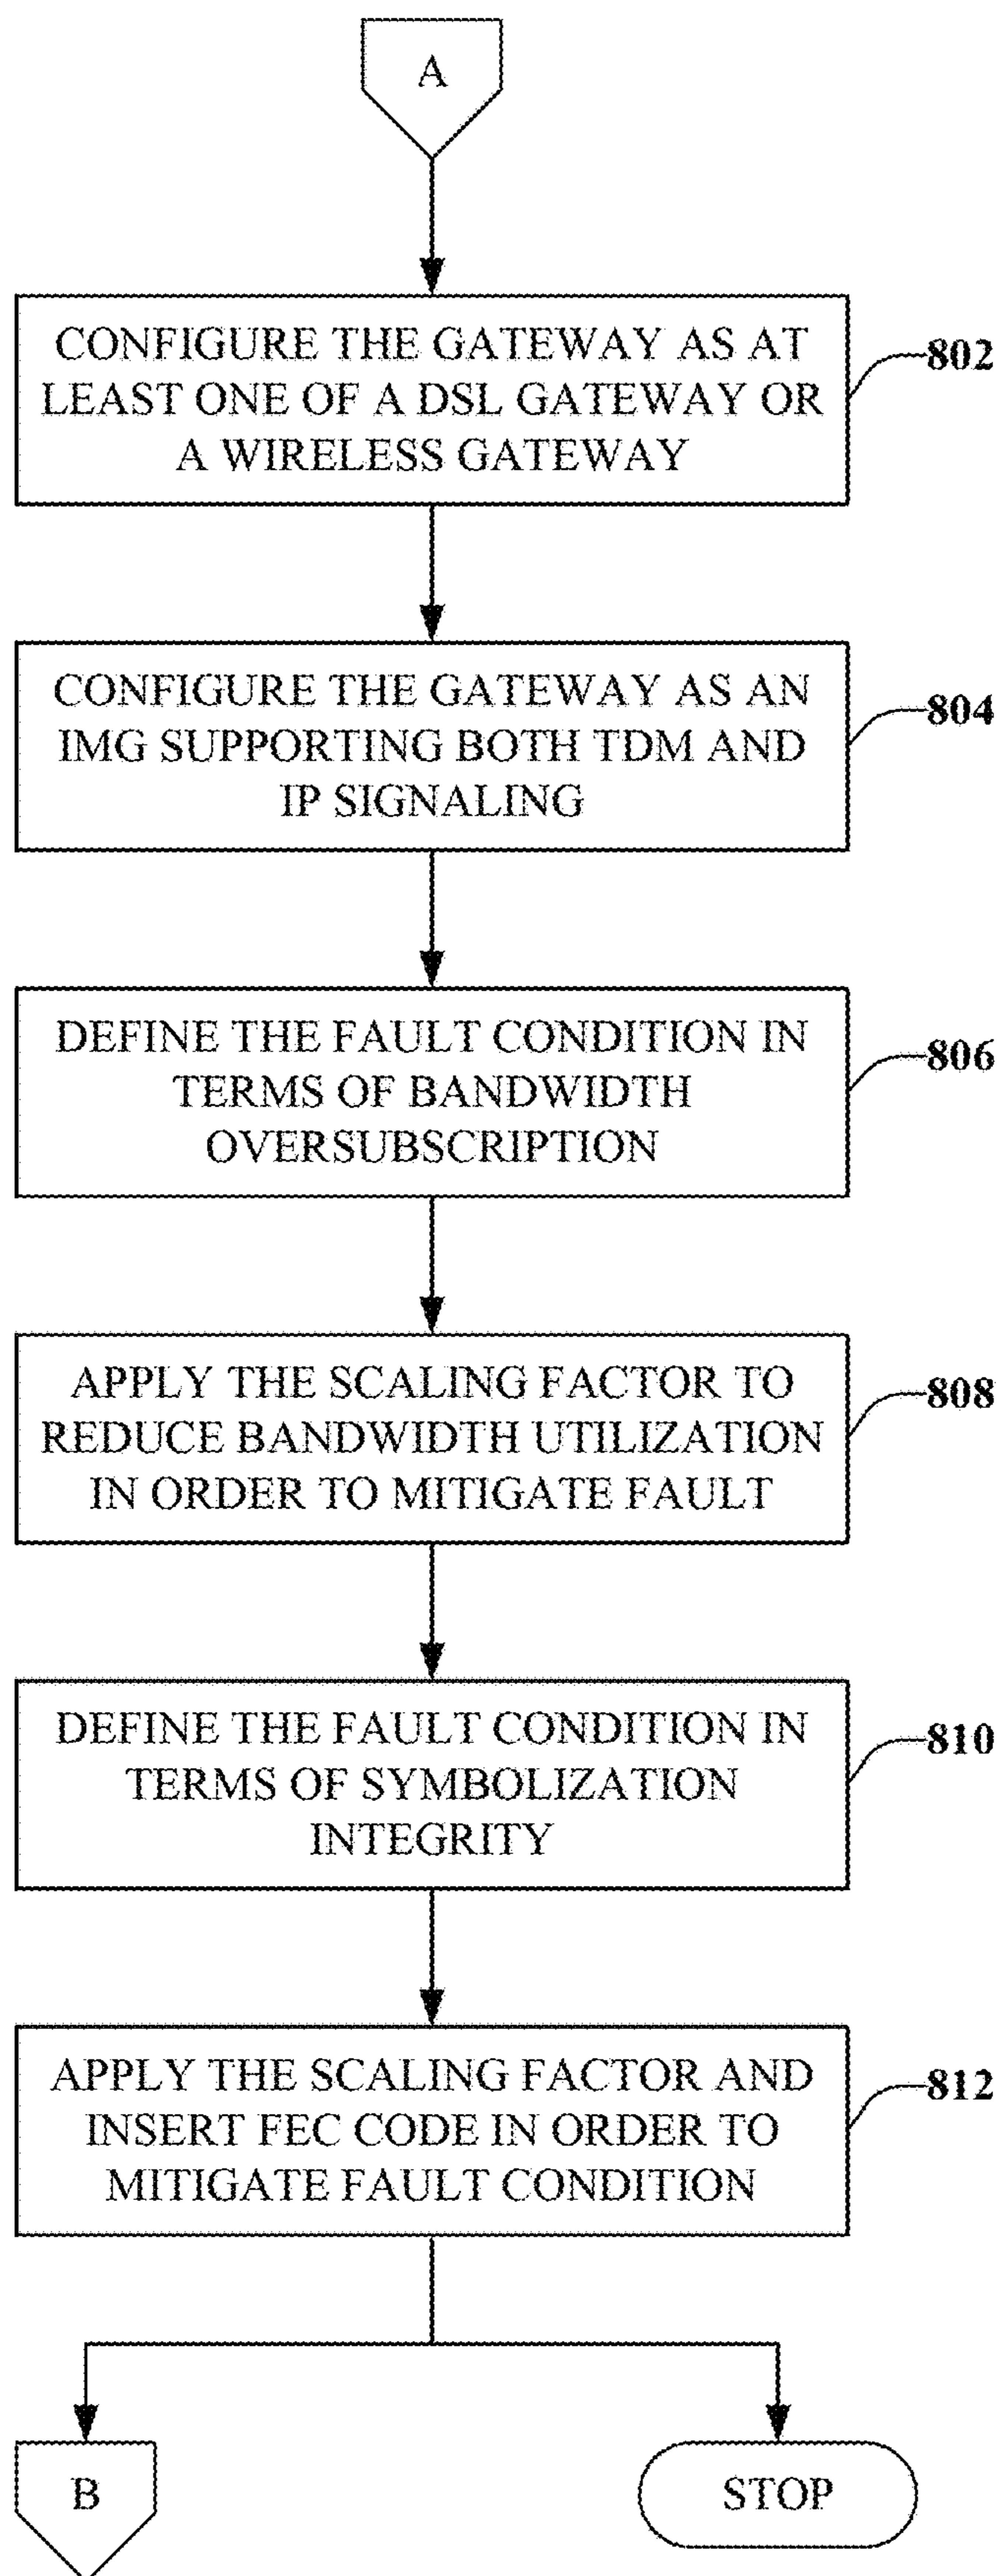 A
CONFIGURE THE GATEWAY AS AT
LEAST ONE OF A DSL GATEWAY OR
A WIRELESS GATEWAY
802
CONFIGURE THE GATEWAY AS AN
IMG SUPPORTING BOTH TDM AND
IP SIGNALING
804
DEFINE THE FAULT CONDITION IN
TERMS OF BANDWIDTH
OVERSUBSCRIPTION
806
APPLY THE SCALING FACTOR TO
REDUCE BANDWIDTH UTILIZATION
IN ORDER TO MITIGATE FAULT
808
DEFINE THE FAULT CONDITION IN
TERMS OF SYMBOLIZATION
INTEGRITY
810
APPLY THE SCALING FACTOR AND
INSERT FEC CODE IN ORDER TO
MITIGATE FAULT CONDITION
812
B
STOP